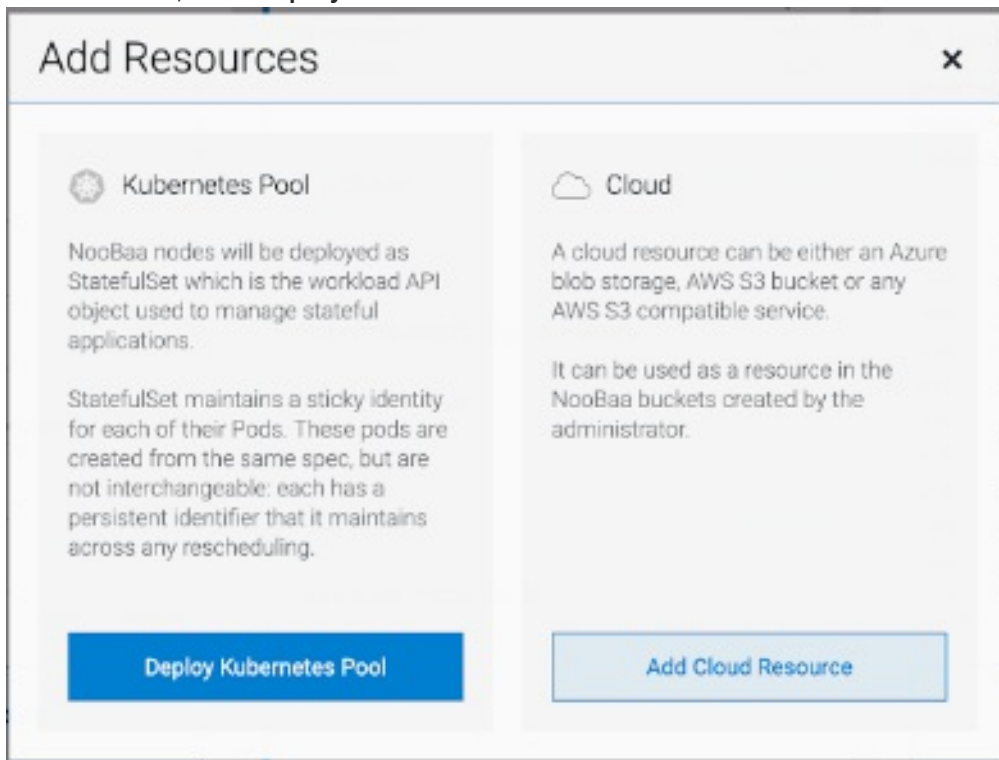 Add Resources
Kubernetes Pool
NooBaa nodes will be deployed as
StatefulSet which is the workload API
object used to manage stateful
applications.
StatefulSet maintains a sticky identity
for each of their Pods. These pods are
created from the same spec, but are
not interchangeable: each has a
persistent identifier that it maintains
across any rescheduling.
Deploy Kubernetes Pool
Cloud
A cloud resource can be either an Azure
blob storage, AWS S3 bucket or any
AWS S3 compatible service.
It can be used as a resource in the
NooBaa buckets created by the
administrator.
Add Cloud Resource